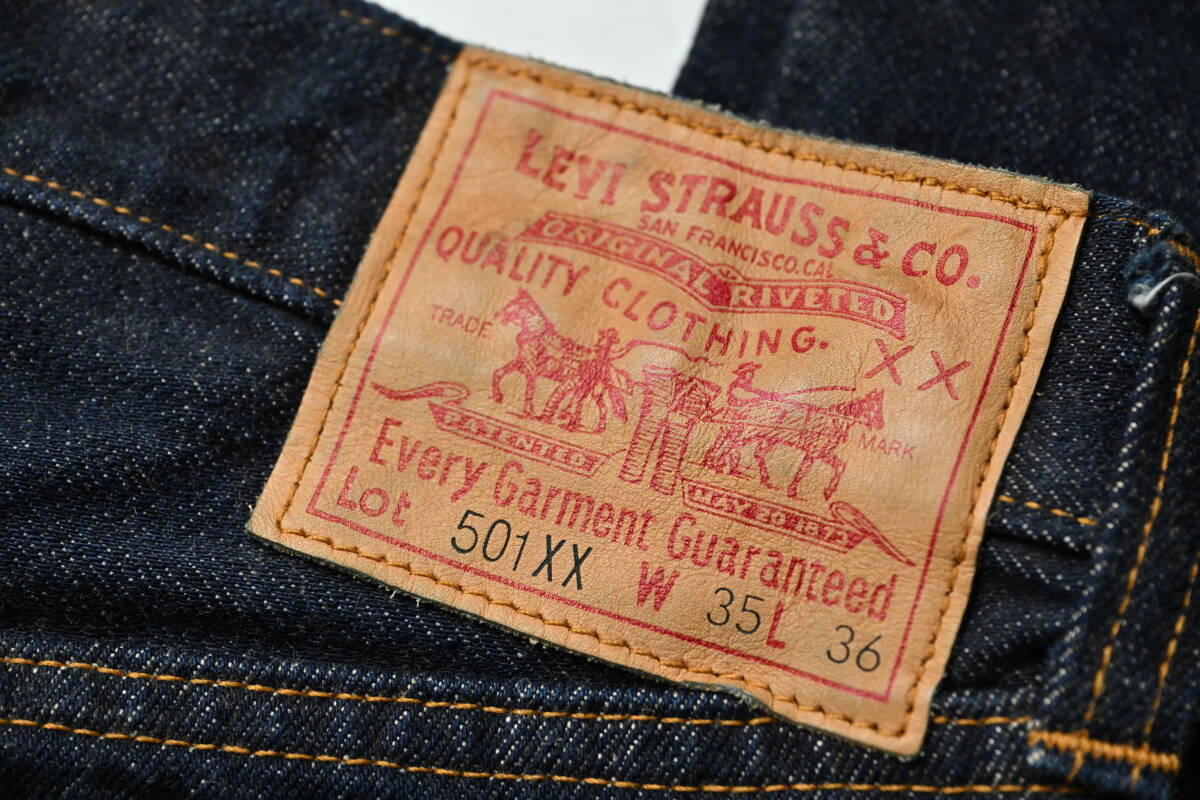 LEVI STRAUSS & CO.
SAN FRANCISCO, CAL
ORIGINAL RIVETED
QUALITY CLOTHING.
XX
TRADE MARK
PATENTED MAY 20 1873
Every Garment Guaranteed
Lot 501XX W 35 L 36